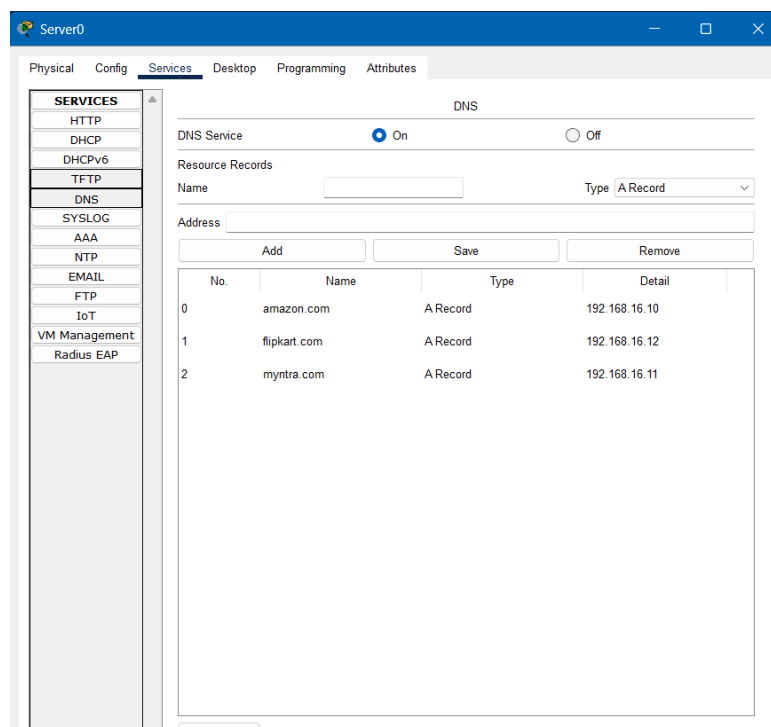 Server0
Physical Config Services Desktop Programming Attributes
SERVICES
HTTP
DHCP
DHCPv6
TFTP
DNS
SYSLOG
AAA
NTP
EMAIL
FTP
IoT
VM Management
Radius EAP
DNS
DNS Service On Off
Resource Records
Name Type A Record
Address
Add Save Remove
No. Name Type Detail
0 amazon.com A Record 192.168.16.10
1 flipkart.com A Record 192.168.16.12
2 myntra.com A Record 192.168.16.11